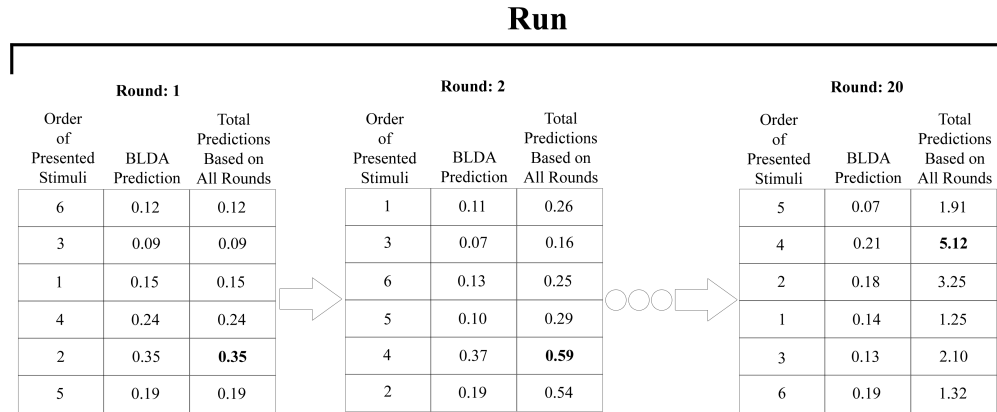 Run
Round: 1
Order of Presented Stimuli | BLDA Prediction | Total Predictions Based on All Rounds
6 | 0.12 | 0.12
3 | 0.09 | 0.09
1 | 0.15 | 0.15
4 | 0.24 | 0.24
2 | 0.35 | 0.35
5 | 0.19 | 0.19
Round: 2
Order of Presented Stimuli | BLDA Prediction | Total Predictions Based on All Rounds
1 | 0.11 | 0.26
3 | 0.07 | 0.16
6 | 0.13 | 0.25
5 | 0.10 | 0.29
4 | 0.37 | 0.59
2 | 0.19 | 0.54
Round: 20
Order of Presented Stimuli | BLDA Prediction | Total Predictions Based on All Rounds
5 | 0.07 | 1.91
4 | 0.21 | 5.12
2 | 0.18 | 3.25
1 | 0.14 | 1.25
3 | 0.13 | 2.10
6 | 0.19 | 1.32